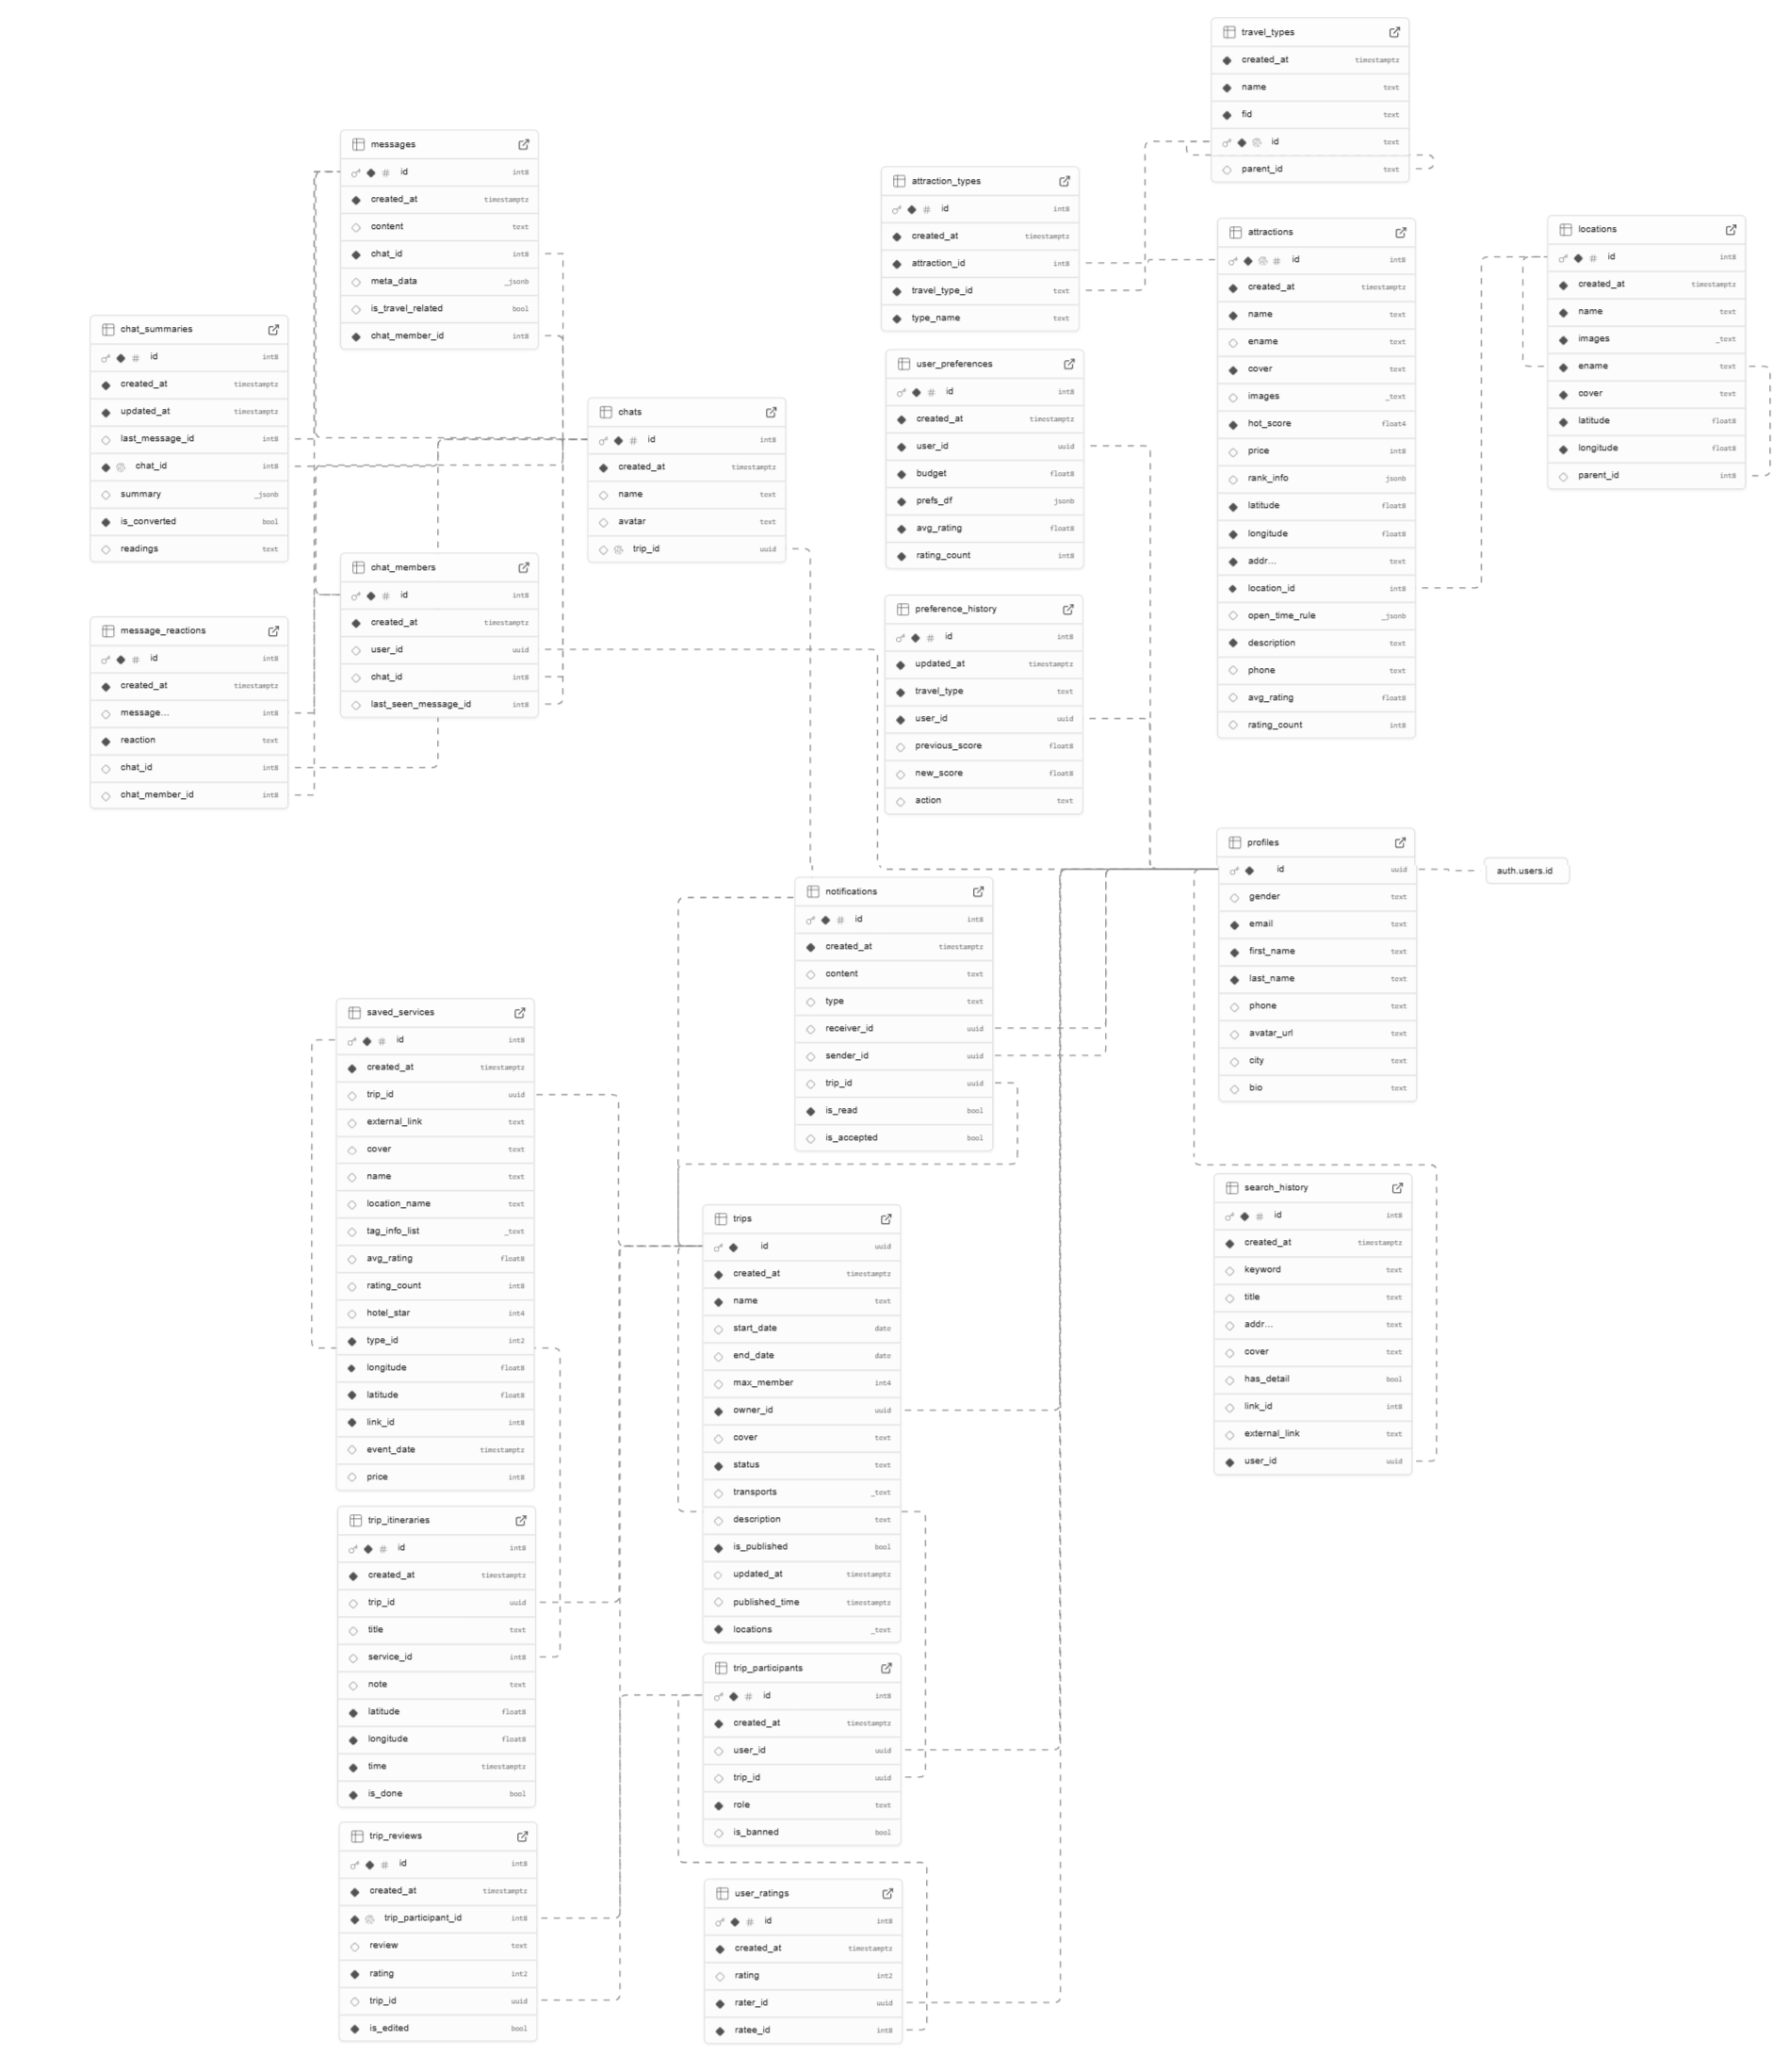 travel_types
created_at timestamptz
name text
fid text
id text
parent_id text
messages
id int8
created_at timestamptz
content text
chat_id int8
meta_data _jsonb
is_travel_related bool
chat_member_id int8
attraction_types
id int8
created_at timestamptz
attraction_id int8
travel_type_id text
type_name text
attractions
id int8
created_at timestamptz
name text
ename text
cover text
images _text
hot_score float4
price int8
rank_info jsonb
latitude float8
longitude float8
addr... text
location_id int8
open_time_rule _jsonb
description text
phone text
avg_rating float8
rating_count int8
locations
id int8
created_at timestamptz
name text
images _text
ename text
cover text
latitude float8
longitude float8
parent_id int8
chat_summaries
id int8
created_at timestamptz
updated_at timestamptz
last_message_id int8
chat_id int8
summary _jsonb
is_converted bool
readings text
user_preferences
id int8
created_at timestamptz
user_id uuid
budget float8
prefs_df jsonb
avg_rating float8
rating_count int8
chats
id int8
created_at timestamptz
name text
avatar text
trip_id uuid
chat_members
id int8
created_at timestamptz
user_id uuid
chat_id int8
last_seen_message_id int8
message_reactions
id int8
created_at timestamptz
message... int8
reaction text
chat_id int8
chat_member_id int8
preference_history
id int8
updated_at timestamptz
travel_type text
user_id uuid
previous_score float8
new_score float8
action text
profiles
id uuid
gender text
email text
first_name text
last_name text
phone text
avatar_url text
city text
bio text
auth.users.id
notifications
id int8
created_at timestamptz
content text
type text
receiver_id uuid
sender_id uuid
trip_id uuid
is_read bool
is_accepted bool
saved_services
id int8
created_at timestamptz
trip_id uuid
external_link text
cover text
name text
location_name text
tag_info_list _text
avg_rating float8
rating_count int8
hotel_star int4
type_id int2
longitude float8
latitude float8
link_id int8
event_date timestamptz
price int8
search_history
id int8
created_at timestamptz
keyword text
title text
addr... text
cover text
has_detail bool
link_id int8
external_link text
user_id uuid
trips
id uuid
created_at timestamptz
name text
start_date date
end_date date
max_member int4
owner_id uuid
cover text
status text
transports _text
description text
is_published bool
updated_at timestamptz
published_time timestamptz
locations _text
trip_itineraries
id int8
created_at timestamptz
trip_id uuid
title text
service_id int8
note text
latitude float8
longitude float8
time timestamptz
is_done bool
trip_participants
id int8
created_at timestamptz
user_id uuid
trip_id uuid
role text
is_banned bool
trip_reviews
id int8
created_at timestamptz
trip_participant_id int8
review text
rating int2
trip_id uuid
is_edited bool
user_ratings
id int8
created_at timestamptz
rating int2
rater_id uuid
ratee_id int8